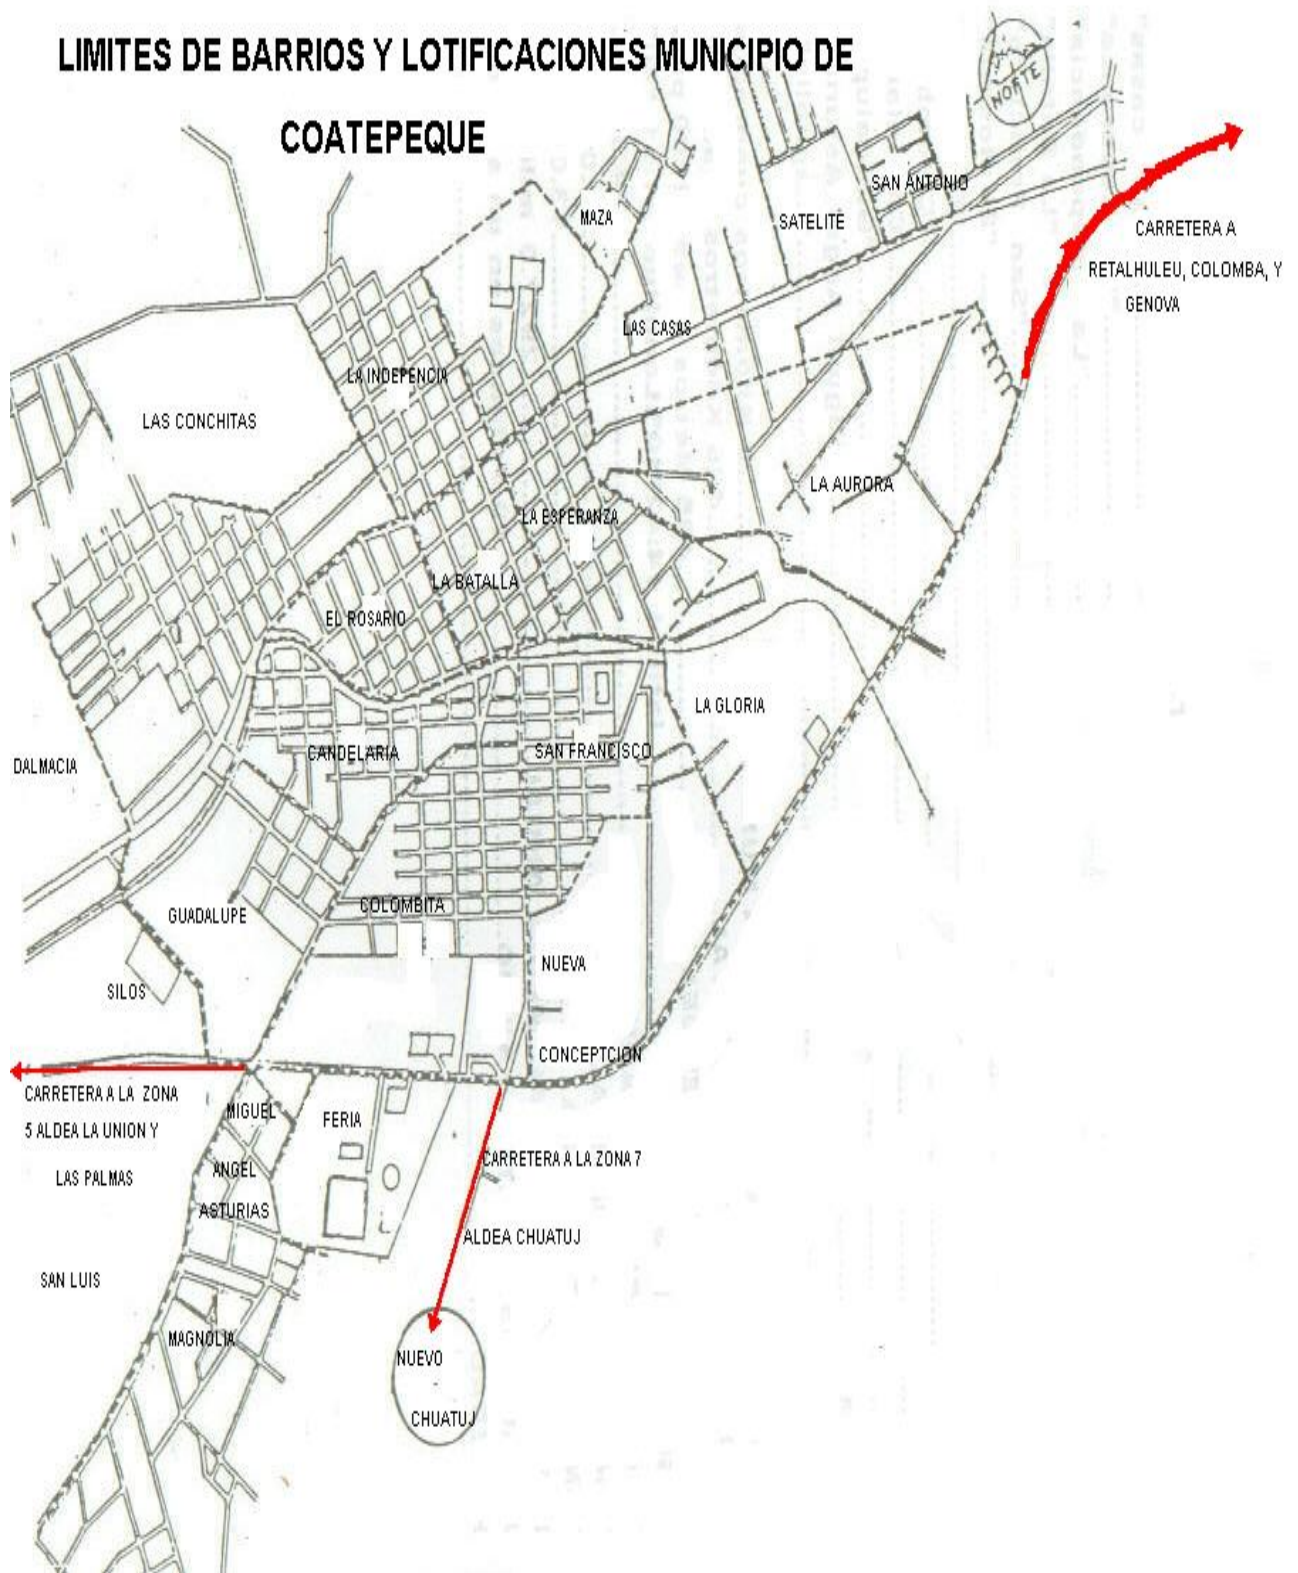 LIMITES DE BARRIOS Y LOTIFICACIONES MUNICIPIO DE
COATEPEQUE
NORTE
SAN ANTONIO
MAZA
SATELITE
CARRETERA A
RETALHULEU, COLOMBA, Y
GENOVA
LAS CASAS
LA INDEPENCIA
LAS CONCHITAS
LA AURORA
LA ESPERANZA
LA BATALLA
EL ROSARIO
LA GLORIA
CANDELARIA
SAN FRANCISCO
DALMACIA
GUADALUPE
COLOMBITA
NUEVA
SILOS
CONCEPTCION
CARRETERA A LA ZONA
5 ALDEA LA UNION Y
LAS PALMAS
MIGUEL
FERIA
ANGEL
CARRETERA A LA ZONA 7
ASTURIAS
ALDEA CHUATUJ
SAN LUIS
MAGNOLIA
NUEVO
CHUATUJ